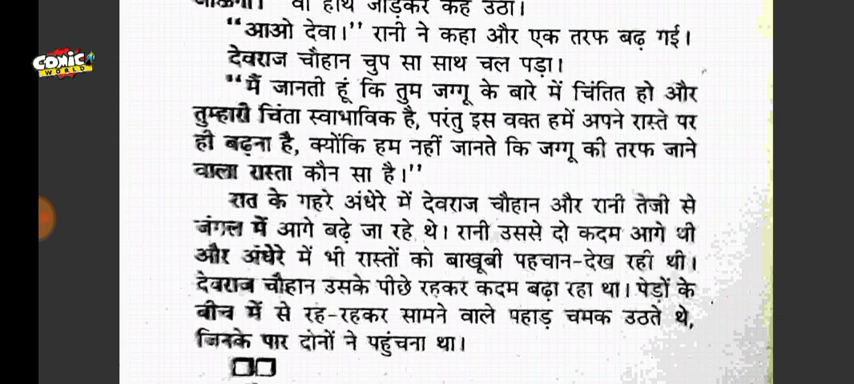 जाऊंगी।'' वो हाथ जोड़कर कह उठा।
''आओ देवा।'' रानी ने कहा और एक तरफ बढ़ गई।
देवराज चौहान चुप सा साथ चल पड़ा।
COMIC
WORLD
''मैं जानती हूं कि तुम जग्गू के बारे में चिंतित हो और
तुम्हारी चिंता स्वाभाविक है, परंतु इस वक्त हमें अपने रास्ते पर
ही बढ़ना है, क्योंकि हम नहीं जानते कि जग्गू की तरफ जाने
वाला रास्ता कौन सा है।''
रात के गहरे अंधेरे में देवराज चौहान और रानी तेजी से
जंगल में आगे बढ़े जा रहे थे। रानी उससे दो कदम आगे थी
और अंधेरे में भी रास्तों को बाखूबी पहचान-देख रही थी।
देवराज चौहान उसके पीछे रहकर कदम बढ़ा रहा था। पेड़ों के
बीच में से रह-रहकर सामने वाले पहाड़ चमक उठते थे,
जिनके पार दोनों ने पहुंचना था।